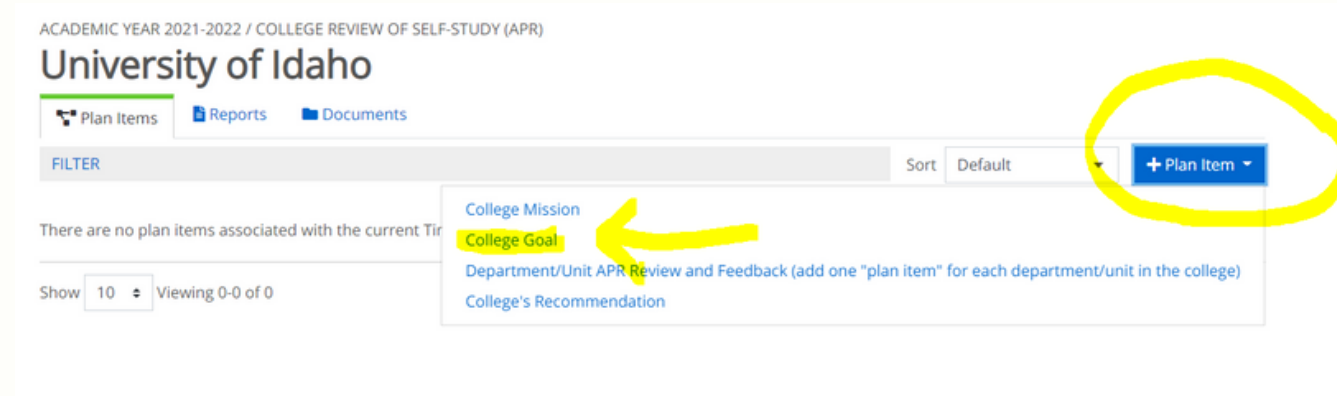 ACADEMIC YEAR 2021-2022 / COLLEGE REVIEW OF SELF-STUDY (APR)
University of Idaho
Plan Items Reports Documents
FILTER Sort Default + Plan Item
College Mission
There are no plan items associated with the current Tir
College Goal
Department/Unit APR Review and Feedback (add one "plan item" for each department/unit in the college)
Show 10 Viewing 0-0 of 0
College's Recommendation